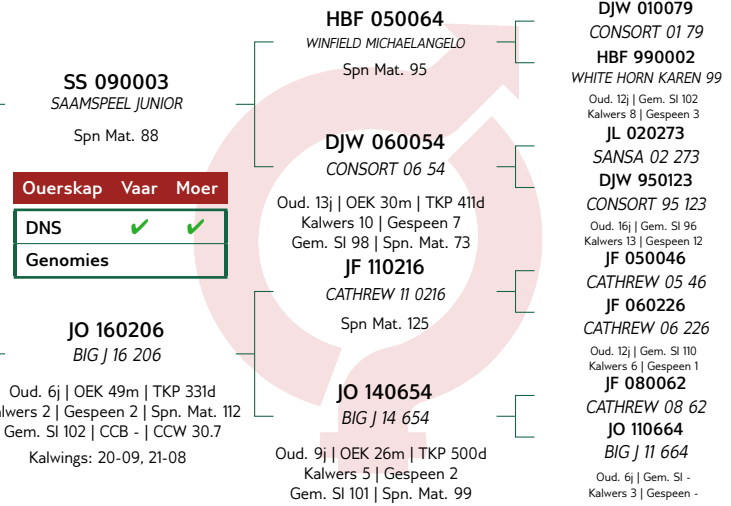 SS 090003
SAAMSPEEL JUNIOR
Spn Mat. 88
Ouerskap Vaar Moer
DNS ✔ ✔
Genomies
JO 160206
BIG J 16 206
Oud. 6j | OEK 49m | TKP 331d
alwers 2 | Gespeen 2 | Spn. Mat. 112
Gem. SI 102 | CCB - | CCW 30.7
Kalwings: 20-09, 21-08
HBF 050064
WINFIELD MICHAELANGELO
Spn Mat. 95
DJW 060054
CONSORT 06 54
Oud. 13j | OEK 30m | TKP 411d
Kalwers 10 | Gespeen 7
Gem. SI 98 | Spn. Mat. 73
JF 110216
CATHREW 11 0216
Spn Mat. 125
JO 140654
BIG J 14 654
Oud. 9j | OEK 26m | TKP 500d
Kalwers 5 | Gespeen 2
Gem. SI 101 | Spn. Mat. 99
DJW 010079
CONSORT 01 79
HBF 990002
WHITE HORN KAREN 99
Oud. 12j | Gem. SI 102
Kalwers 8 | Gespeen 3
JL 020273
SANSA 02 273
DJW 950123
CONSORT 95 123
Oud. 16j | Gem. SI 96
Kalwers 13 | Gespeen 12
JF 050046
CATHREW 05 46
JF 060226
CATHREW 06 226
Oud. 12j | Gem. SI 110
Kalwers 6 | Gespeen 1
JF 080062
CATHREW 08 62
JO 110664
BIG J 11 664
Oud. 6j | Gem. SI -
Kalwers 3 | Gespeen -